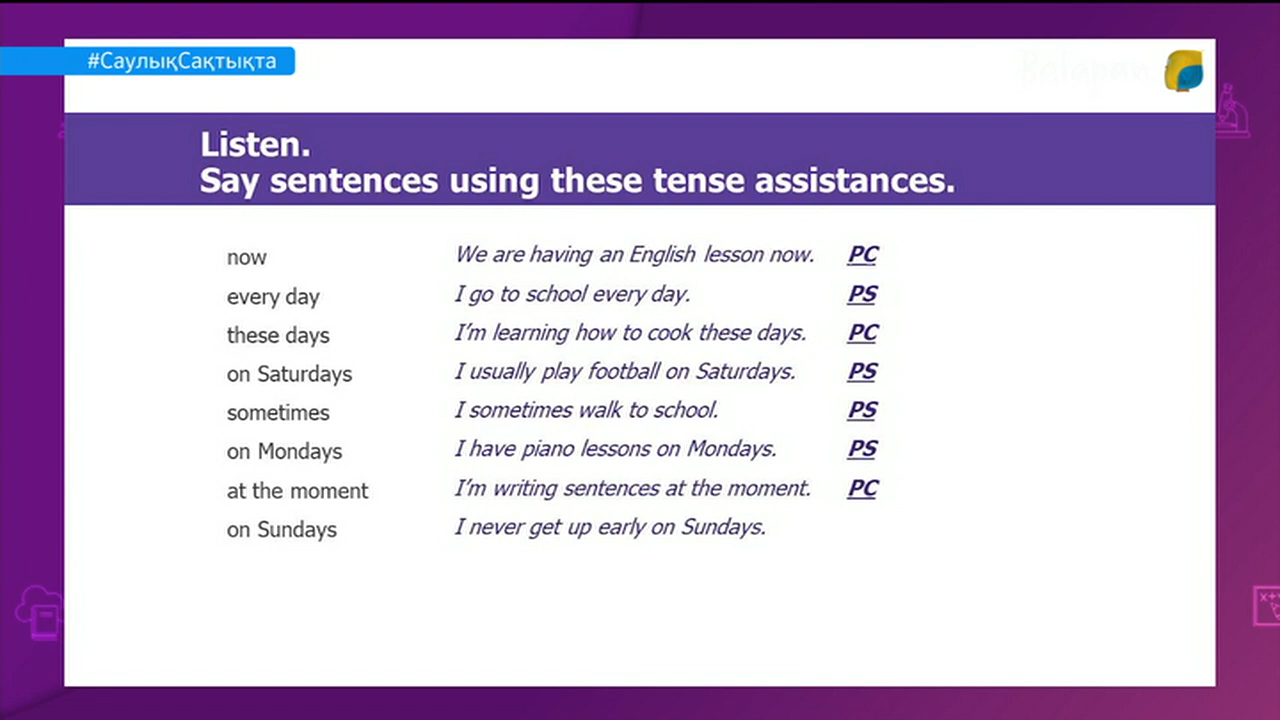 #СаулықСақтықта
Balapan
Listen.
Say sentences using these tense assistances.
now We are having an English lesson now. PC
every day I go to school every day. PS
these days I'm learning how to cook these days. PC
on Saturdays I usually play football on Saturdays. PS
sometimes I sometimes walk to school. PS
on Mondays I have piano lessons on Mondays. PS
at the moment I'm writing sentences at the moment. PC
on Sundays I never get up early on Sundays.